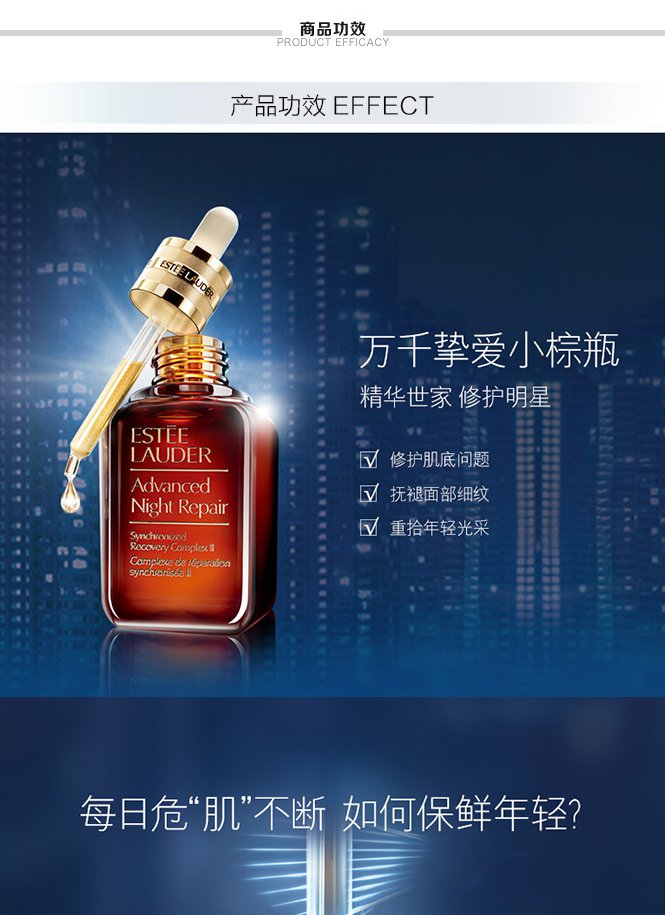 商品功效
PRODUCT EFFICACY
产品功效 EFFECT
ESTĒE LAUDER
万千挚爱小棕瓶
精华世家 修护明星
修护肌底问题
抚褪面部细纹
重拾年轻光采
ESTĒE
LAUDER
Advanced
Night Repair
Synchronized
Recovery Complex II
Complexe de réparation
synchronisée II
每日危“肌”不断 如何保鲜年轻?